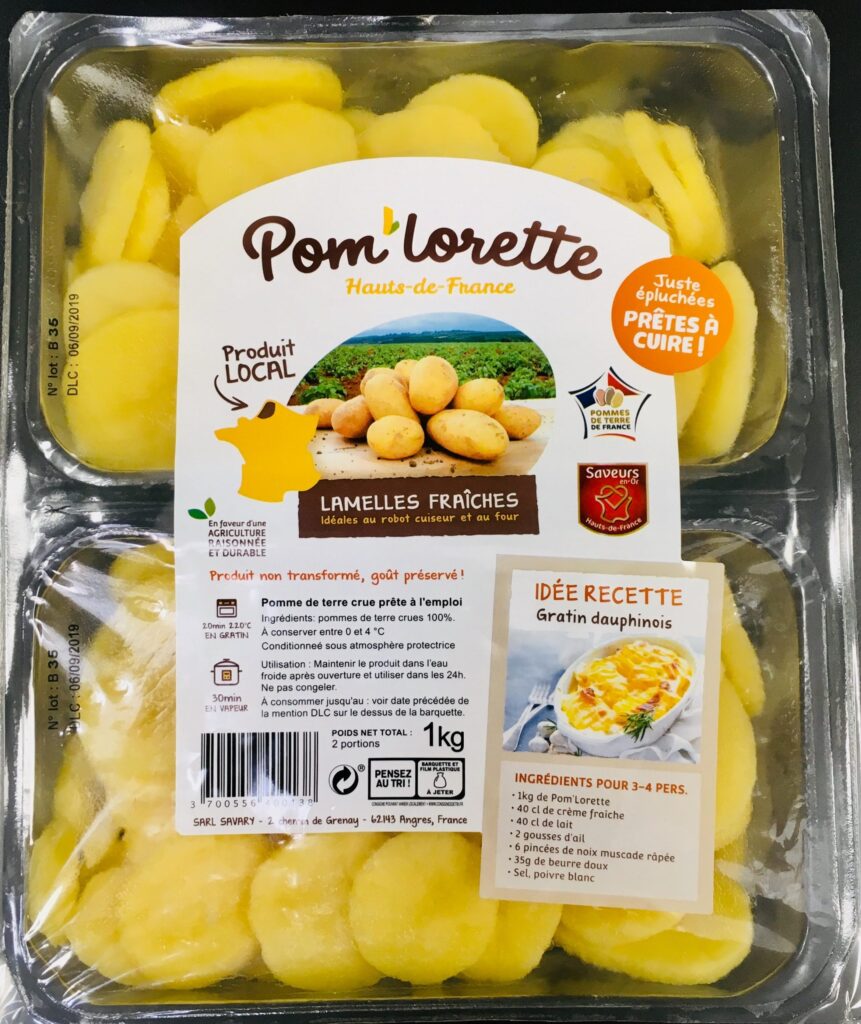 Pom'lorette
Hauts-de-France
Juste
épluchées
PRÊTES À
CUIRE !
N° lot : B 35
DLC : 06/09/2019
Produit
LOCAL
POMMES
DE TERRE
DE FRANCE
Saveurs
en-Or
Hauts-de-France
LAMELLES FRAÎCHES
Idéales au robot cuiseur et au four
En faveur d'une
AGRICULTURE
RAISONNÉE
ET DURABLE
Produit non transformé, goût préservé !
20min 220°C
EN GRATIN
30min
EN VAPEUR
Pomme de terre crue prête à l'emploi
Ingrédients: pommes de terre crues 100%.
À conserver entre 0 et 4 °C
Conditionneé sous atmosphère protectrice
Utilisation : Maintenir le produit dans l'eau
froide après ouverture et utiliser dans les 24h.
Ne pas congeler.
À consommer jusqu'au : voir date précédée de
la mention DLC sur le dessus de la barquette.
POIDS NET TOTAL : 1kg
2 portions
N° lot : B 35
DLC : 06/09/2019
®
PENSEZ
AU TRI !
BARQUETTE ET
FILM PLASTIQUE
À JETER
CONSIGNE POUVANT VARIER LOCALEMENT > WWW.CONSIGNESDETRI.FR
3 700556 400138
SARL SAVARY - 2 chemin de Grenay - 62143 Angres, France
IDÉE RECETTE
Gratin dauphinois
INGRÉDIENTS POUR 3-4 PERS.
• 1kg de Pom'Lorette
• 40 cl de crème fraiche
• 40 cl de lait
• 2 gousses d'ail
• 6 pincées de noix muscade râpée
• 35g de beurre doux
• Sel, poivre blanc